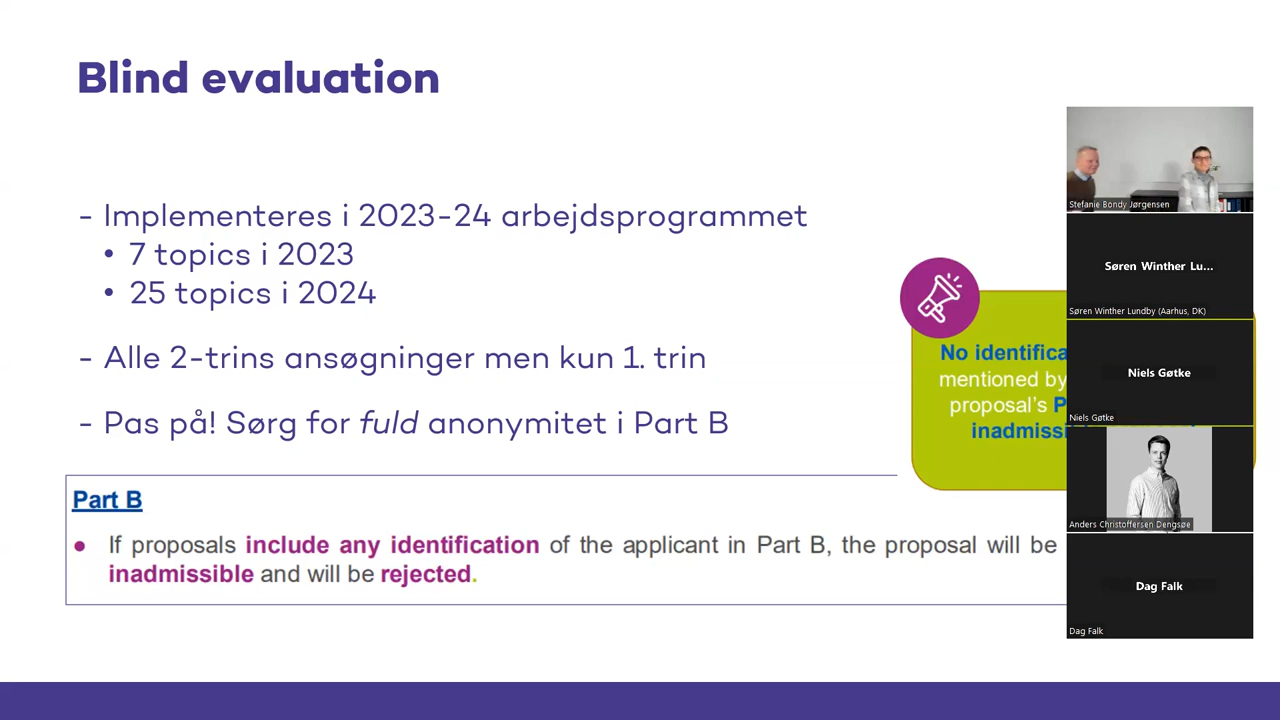 Blind evaluation
- Implementeres i 2023-24 arbejdsprogrammet
• 7 topics i 2023
• 25 topics i 2024
- Alle 2-trins ansøgninger men kun 1. trin
- Pas på! Sørg for fuld anonymitet i Part B
No
mentioned by
proposal's
Part B
• If proposals include any identification of the applicant in Part B, the proposal will be
inadmissible and will be rejected.
Stefanie Bondy Jørgensen
Søren Winther Lu...
Søren Winther Lundby (Aarhus, DK)
Niels Gøtke
Niels Gøtke
Anders Christoffersen Dengsøe
Dag Falk
Dag Falk